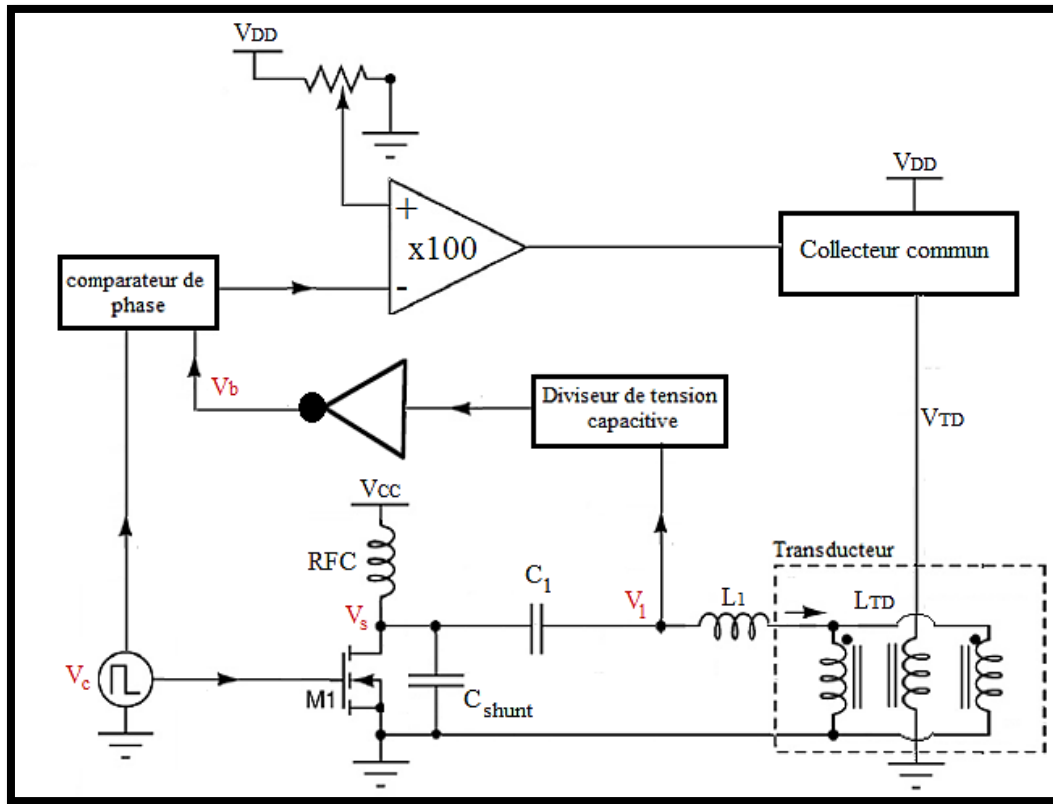 VDD
+
x100
-
VDD
Collecteur commun
comparateur de
phase
Vb
Diviseur de tension
capacitive
VTD
VCC
RFC
Transducteur
C1
V1
L1
LTD
Vs
Vc
M1
Cshunt